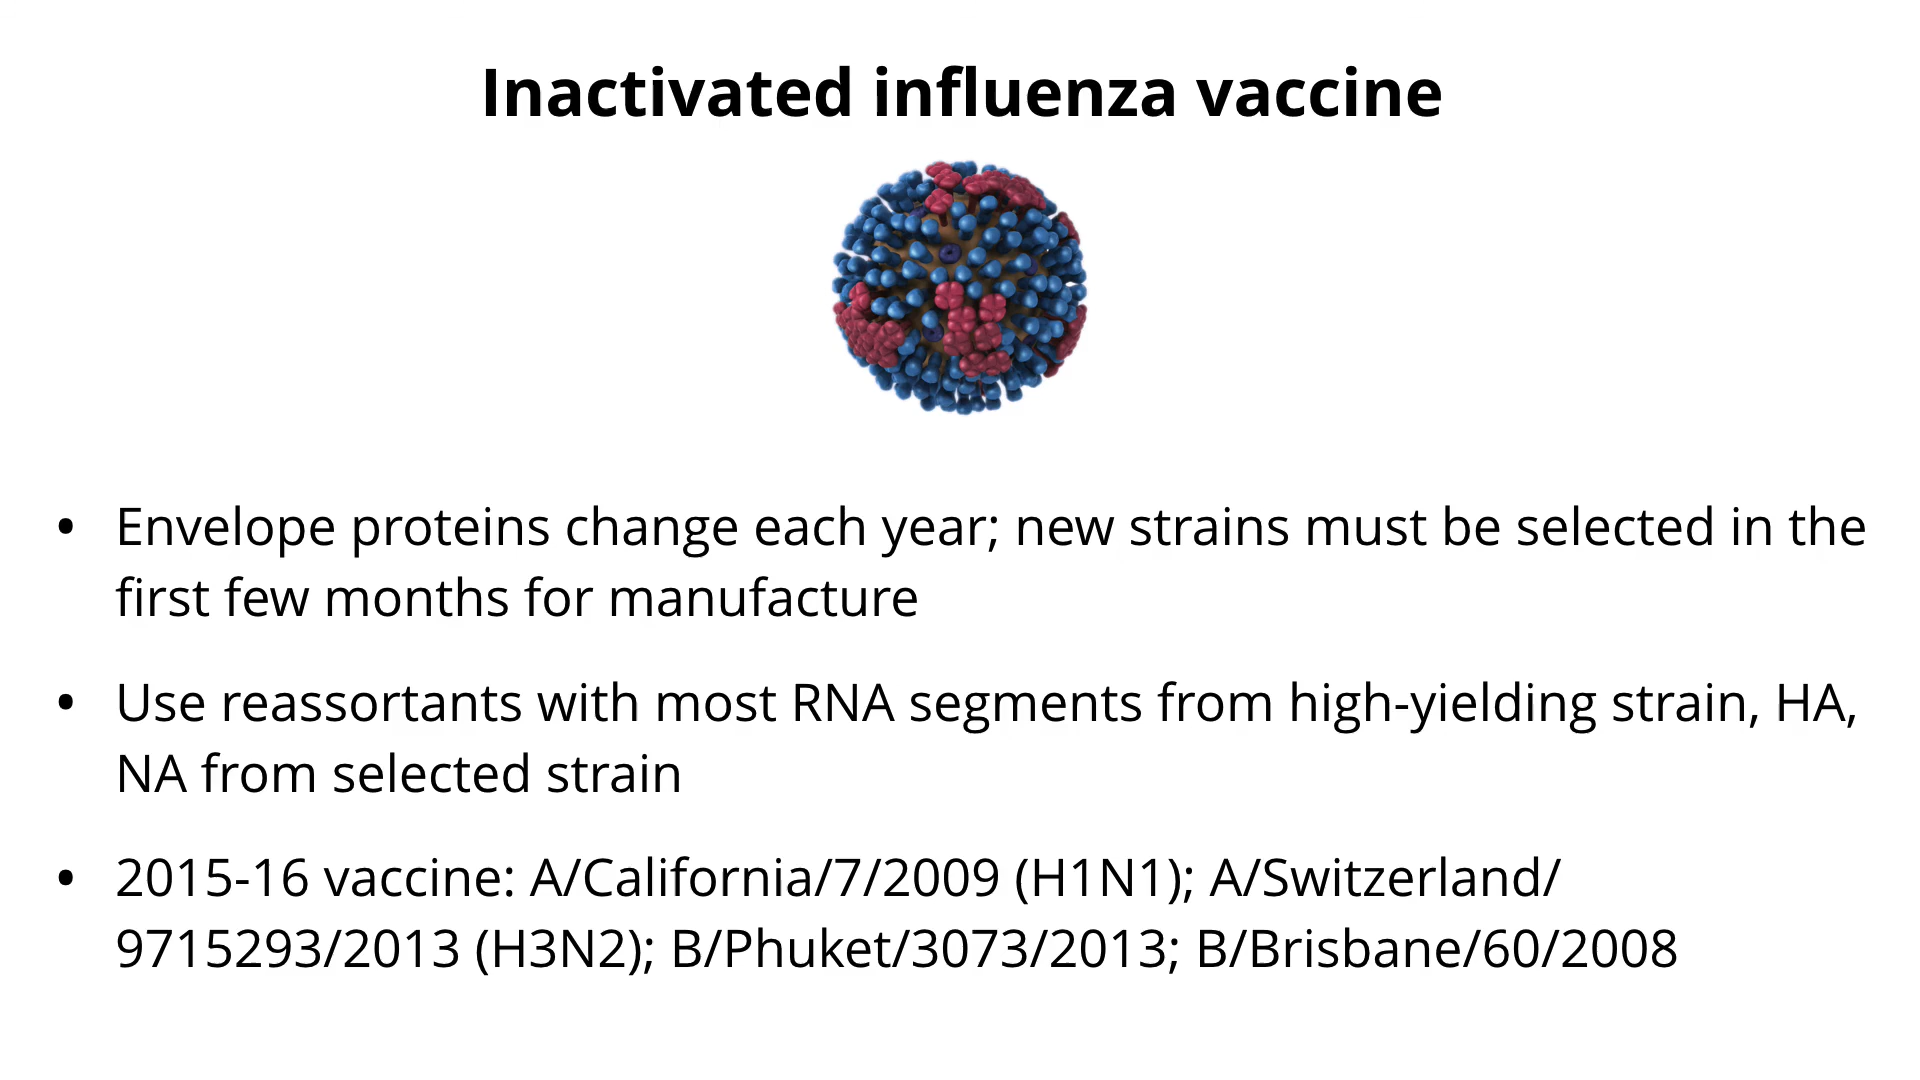 Inactivated influenza vaccine
• Envelope proteins change each year; new strains must be selected in the
first few months for manufacture
• Use reassortants with most RNA segments from high-yielding strain, HA,
NA from selected strain
• 2015-16 vaccine: A/California/7/2009 (H1N1); A/Switzerland/
9715293/2013 (H3N2); B/Phuket/3073/2013; B/Brisbane/60/2008